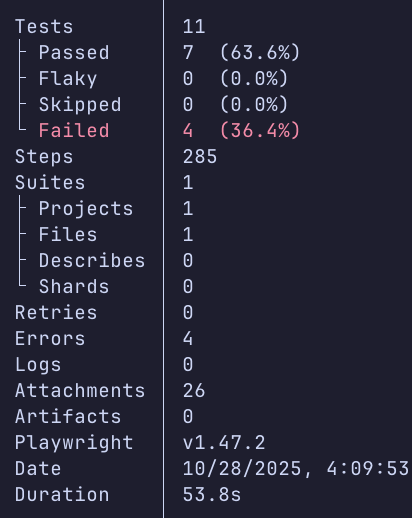 Tests 11
Passed 7 (63.6%)
Flaky 0 (0.0%)
Skipped 0 (0.0%)
Failed 4 (36.4%)
Steps 285
Suites 1
Projects 1
Files 1
Describes 0
Shards 0
Retries 0
Errors 4
Logs 0
Attachments 26
Artifacts 0
Playwright v1.47.2
Date 10/28/2025, 4:09:53
Duration 53.8s